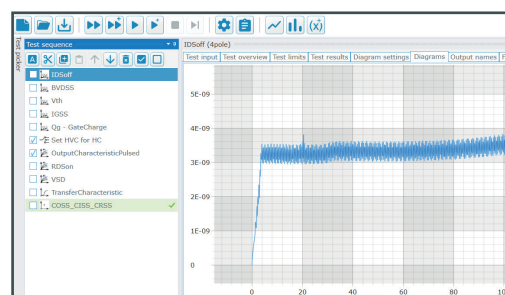 Test picker
Test sequence
IDSoff
BVDSS
Vth
IGSS
Qg - GateCharge
Set HVC for HC
OutputCharacteristicPulsed
RDSon
VSD
TransferCharacteristic
COSS_CISS_CRSS
IDSoff (4pole)
Test input Test overview Test limits Test results Diagram settings Diagrams Output names
5E-09
4E-09
3E-09
2E-09
1E-09
0
0 20 40 60 80